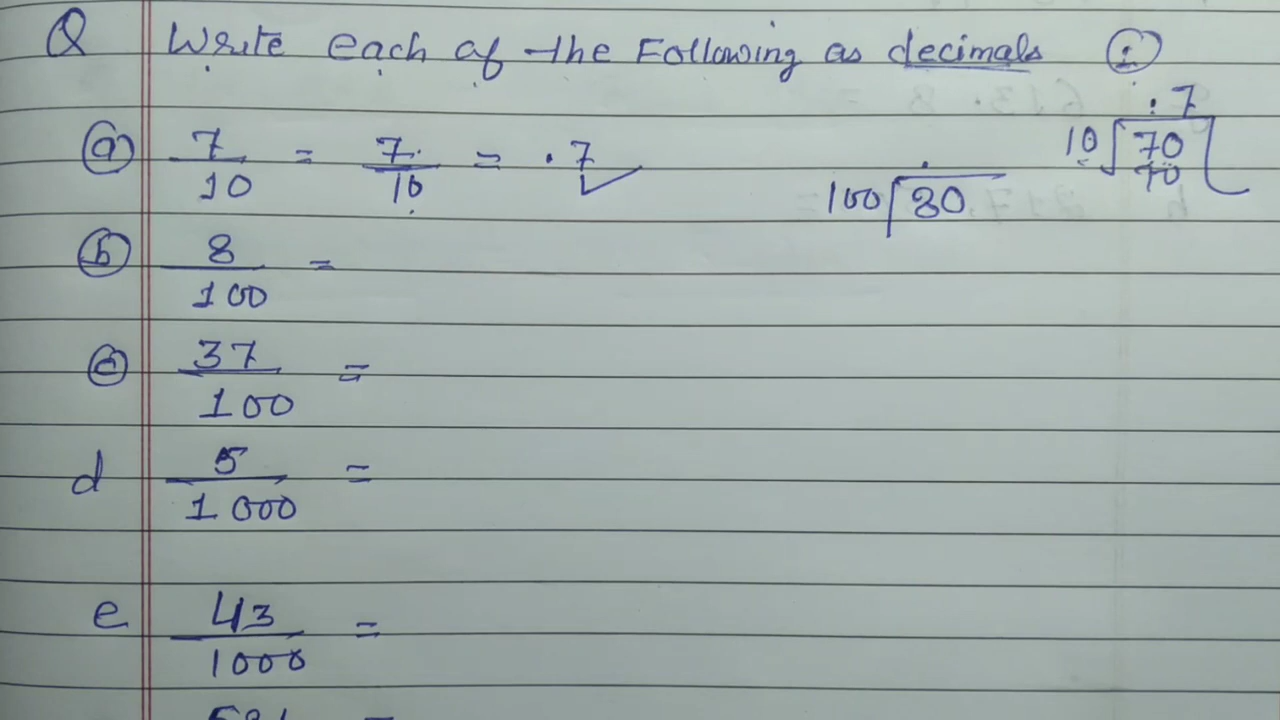 Q Write each of the Following as decimals 1
.7
10 70
70
a 7/10 = 7./10 = .7
.
100 80
b 8/100 =
c 37/100 =
d 5/1000 =
e 43/1000 =